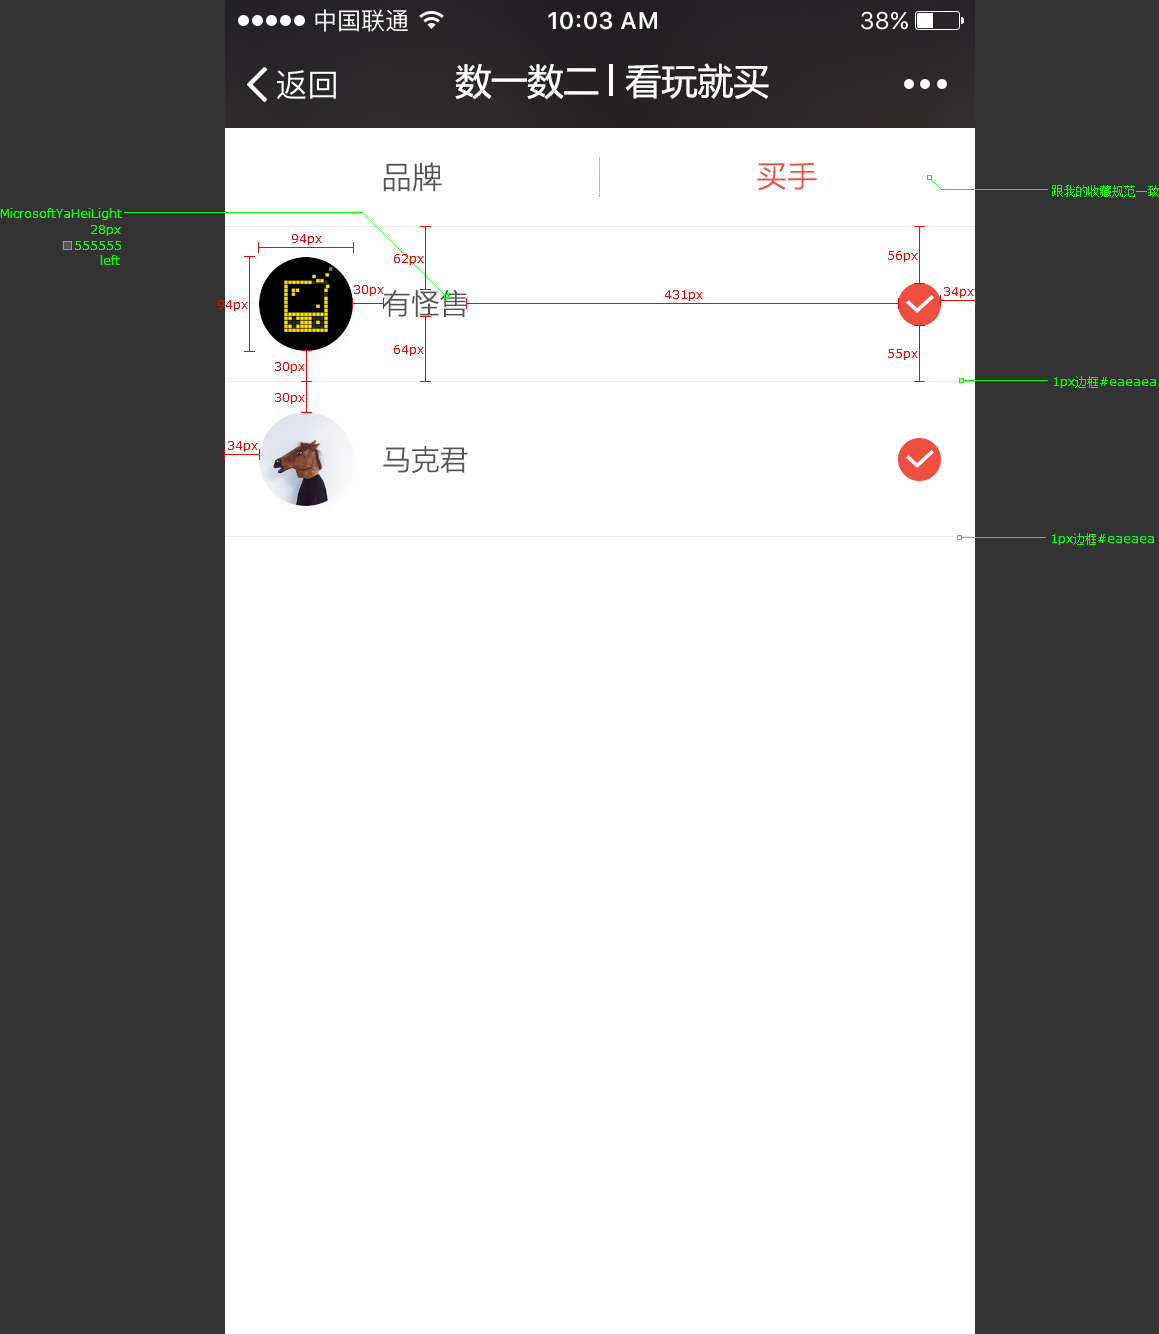 中国联通
10:03 AM
38%
返回
数一数二 | 看玩就买
品牌
买手
跟我的收藏规范一致
MicrosoftYaHeiLight
28px
555555
left
94px
62px
56px
94px
30px
有怪售
431px
34px
64px
55px
30px
1px边框#eaeaea
30px
34px
马克君
1px边框#eaeaea